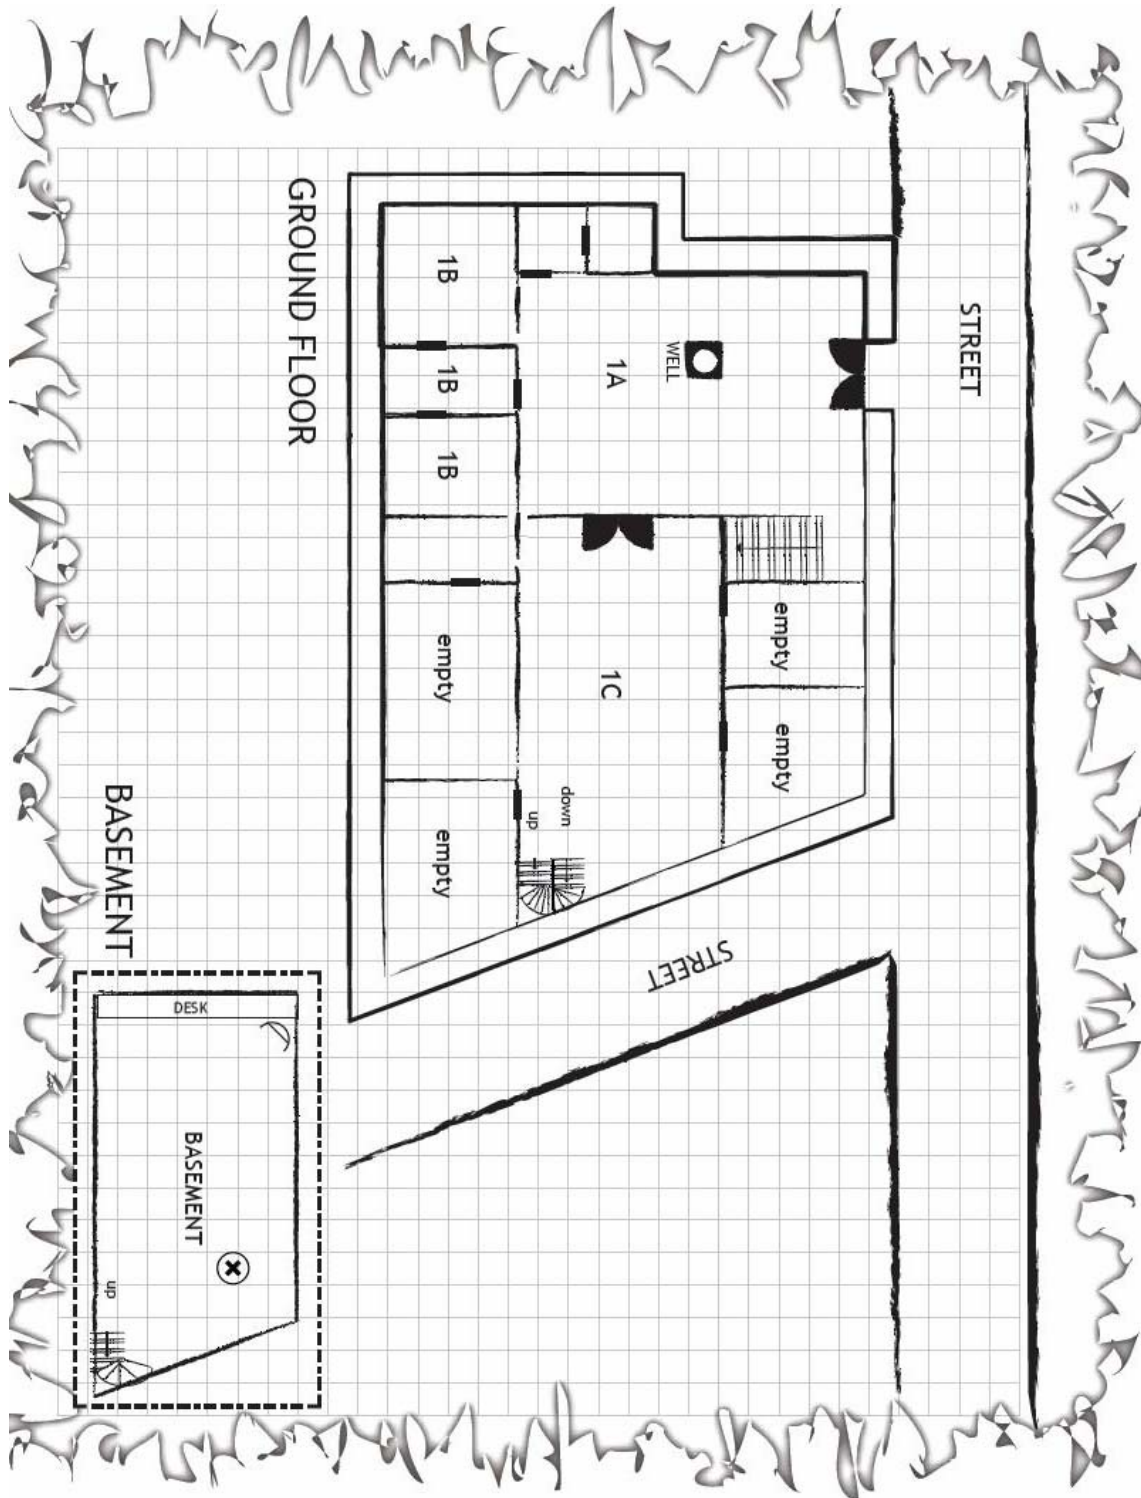 GROUND FLOOR
STREET
1B
1A
WELL
1B
1B
1C
empty
empty
empty
empty
down
up
STREET
BASEMENT
DESK
BASEMENT
up